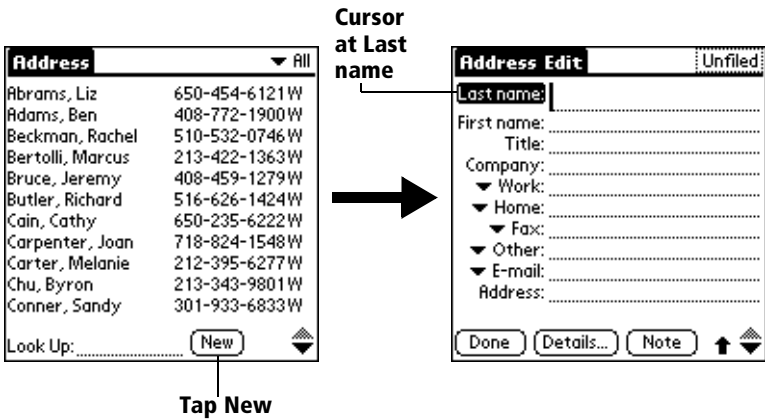 Cursor
at Last
name
Address ▼ All
Abrams, Liz 650-454-6121W
Adams, Ben 408-772-1900W
Beckman, Rachel 510-532-0746W
Bertolli, Marcus 213-422-1363W
Bruce, Jeremy 408-459-1279W
Butler, Richard 516-626-1424W
Cain, Cathy 650-235-6222W
Carpenter, Joan 718-824-1548W
Carter, Melanie 212-395-6277W
Chu, Byron 213-343-9801W
Conner, Sandy 301-933-6833W
Look Up: New
Tap New
Address Edit Unfiled
Last name:
First name:
Title:
Company:
▼ Work:
▼ Home:
▼ Fax:
▼ Other:
▼ E-mail:
Address:
Done Details... Note